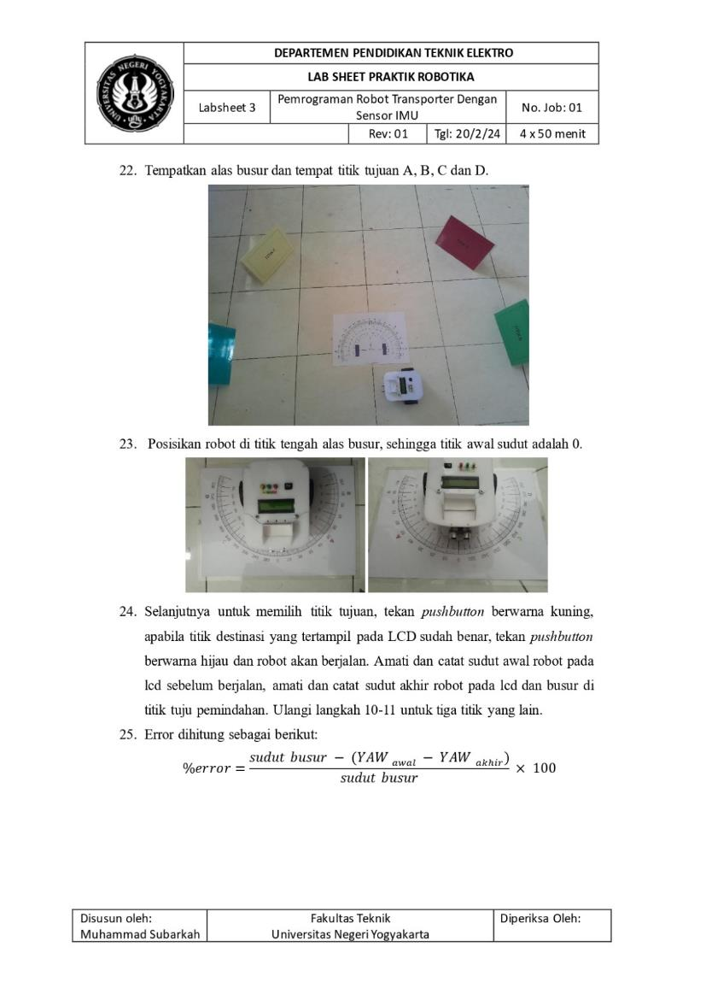 DEPARTEMEN PENDIDIKAN TEKNIK ELEKTRO
LAB SHEET PRAKTIK ROBOTIKA
Labsheet 3
Pemrograman Robot Transporter Dengan
Sensor IMU
No. Job: 01
Rev: 01
Tgl: 20/2/24
4 x 50 menit
UNIVERSITAS NEGERI YOGYAKARTA
22. Tempatkan alas busur dan tempat titik tujuan A, B, C dan D.
23. Posisikan robot di titik tengah alas busur, sehingga titik awal sudut adalah 0.
24. Selanjutnya untuk memilih titik tujuan, tekan pushbutton berwarna kuning,
apabila titik destinasi yang tertampil pada LCD sudah benar, tekan pushbutton
berwarna hijau dan robot akan berjalan. Amati dan catat sudut awal robot pada
lcd sebelum berjalan, amati dan catat sudut akhir robot pada lcd dan busur di
titik tuju pemindahan. Ulangi langkah 10-11 untuk tiga titik yang lain.
25. Error dihitung sebagai berikut:
%error = sudut busur − (YAW awal − YAW akhir) / sudut busur × 100
Disusun oleh:
Muhammad Subarkah
Fakultas Teknik
Universitas Negeri Yogyakarta
Diperiksa Oleh: